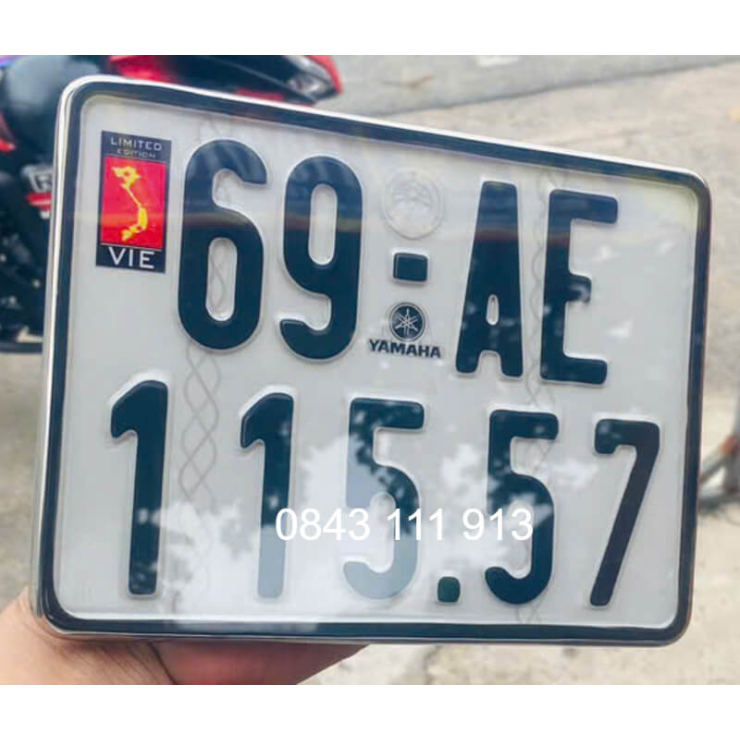 LIMITED
EDITION
VIE
69-AE
YAMAHA
115.57
0843 111 913